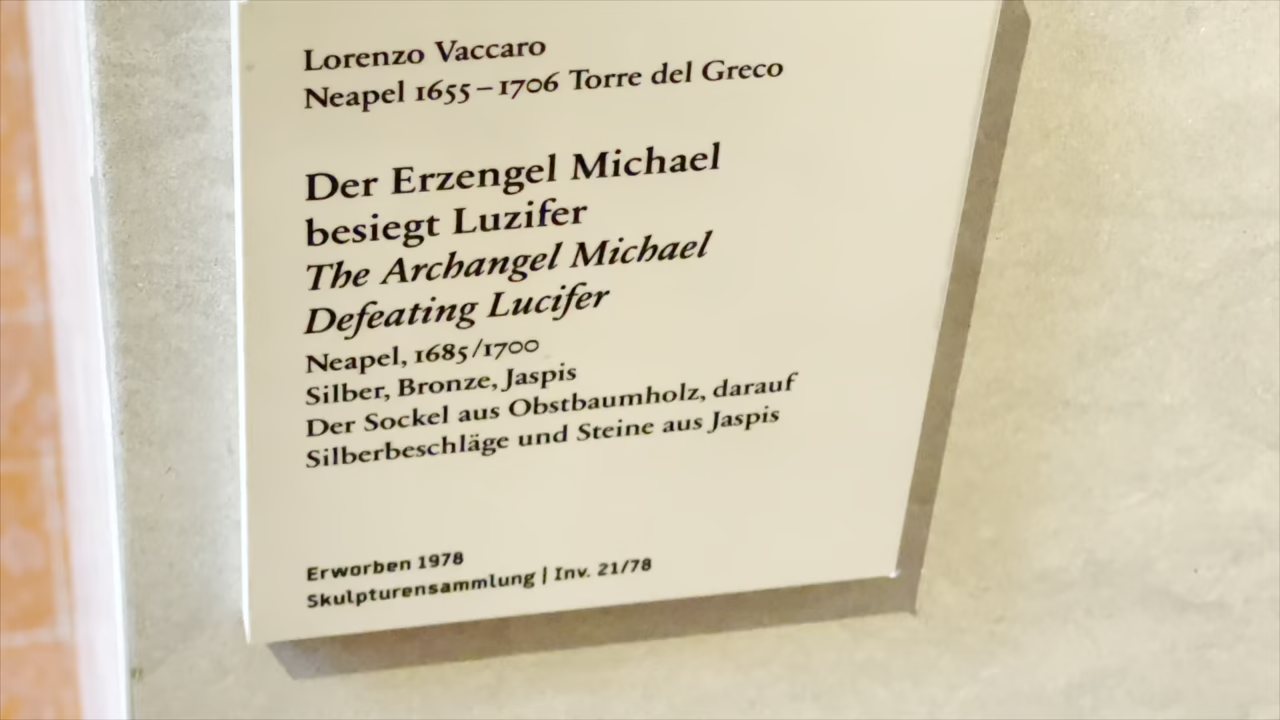 Lorenzo Vaccaro
Neapel 1655–1706 Torre del Greco
Der Erzengel Michael
besiegt Luzifer
The Archangel Michael
Defeating Lucifer
Neapel, 1685/1700
Silber, Bronze, Jaspis
Der Sockel aus Obstbaumholz, darauf
Silberbeschläge und Steine aus Jaspis
Erworben 1978
Skulpturensammlung | Inv. 21/78